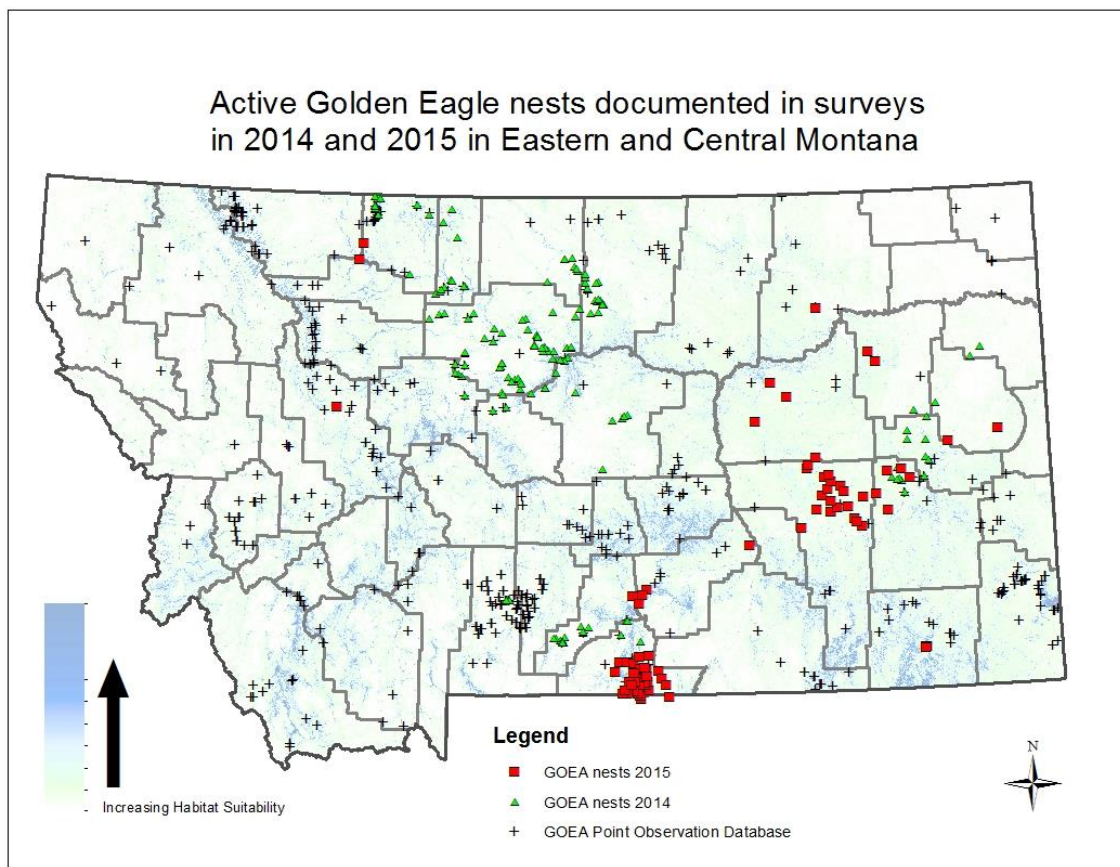 Active Golden Eagle nests documented in surveys
in 2014 and 2015 in Eastern and Central Montana
Legend
GOEA nests 2015
GOEA nests 2014
GOEA Point Observation Database
Increasing Habitat Suitability
N